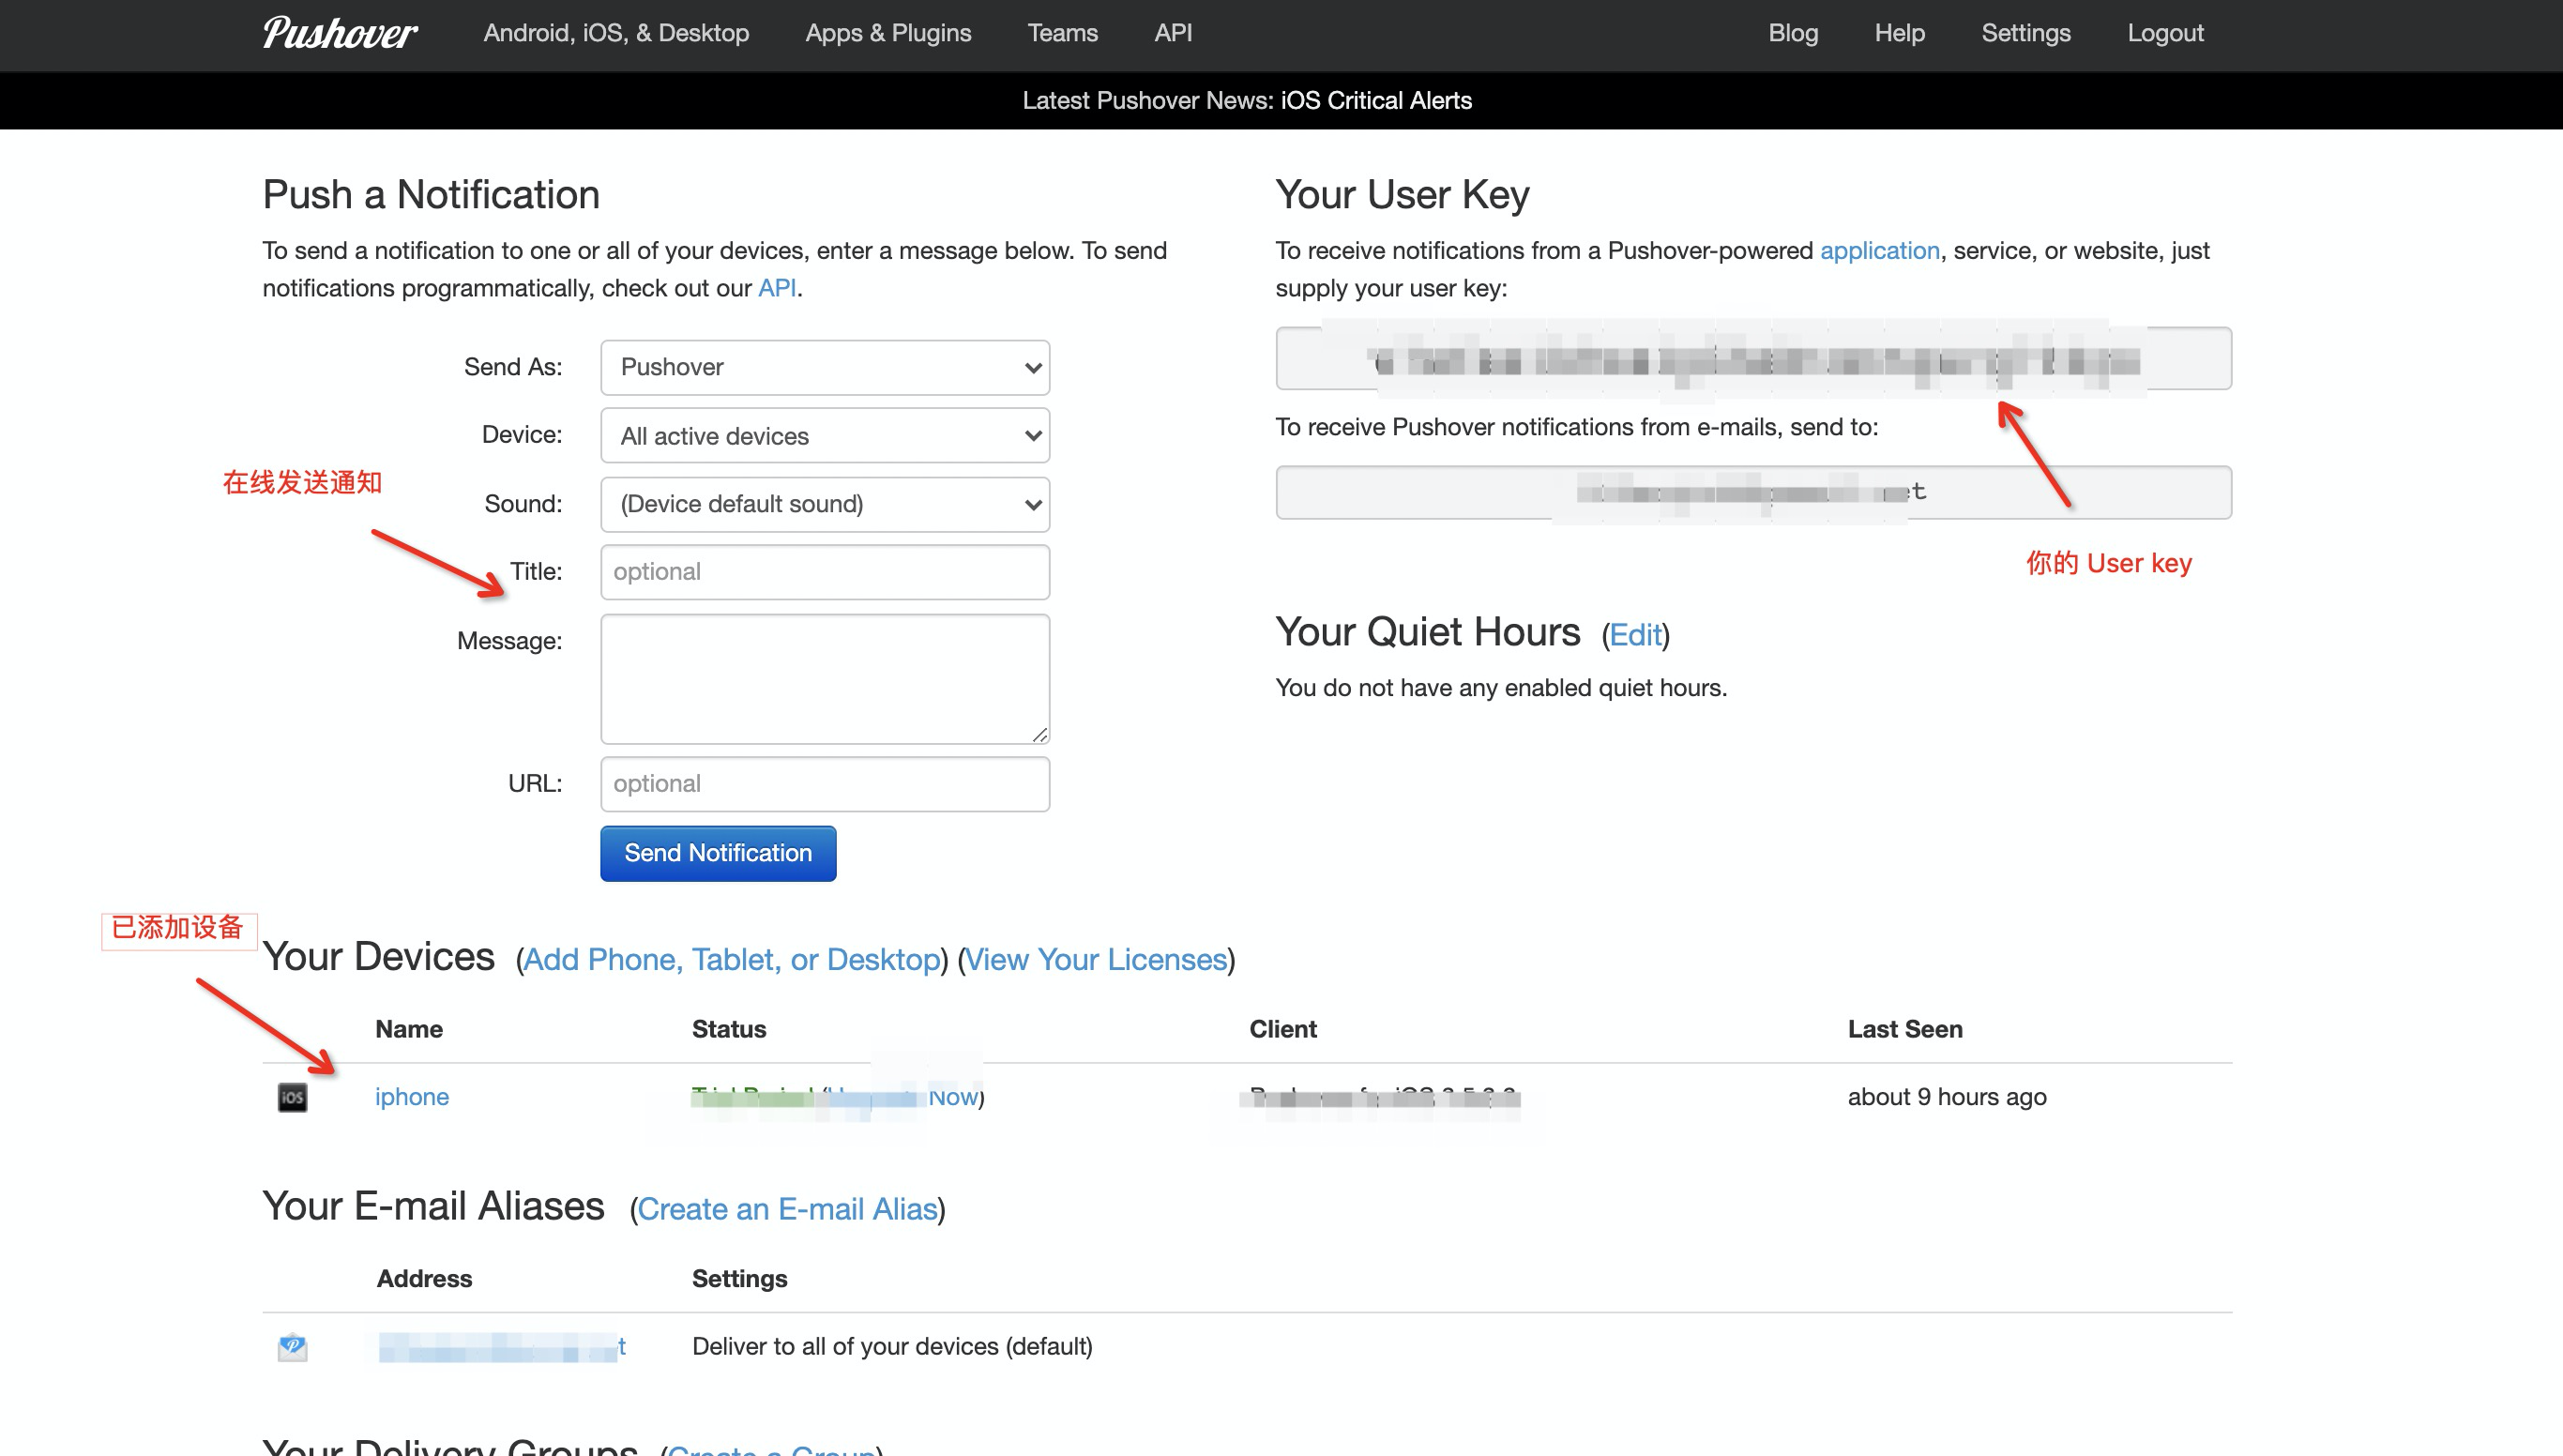 Pushover Android, iOS, & Desktop Apps & Plugins Teams API Blog Help Settings Logout
Latest Pushover News: iOS Critical Alerts
Push a Notification
To send a notification to one or all of your devices, enter a message below. To send
notifications programmatically, check out our API.
Send As: Pushover
Device: All active devices
在线发送通知
Sound: (Device default sound)
Title: optional
Message:
URL: optional
Send Notification
Your User Key
To receive notifications from a Pushover-powered application, service, or website, just
supply your user key:
To receive Pushover notifications from e-mails, send to:
你的 User key
Your Quiet Hours (Edit)
You do not have any enabled quiet hours.
已添加设备
Your Devices (Add Phone, Tablet, or Desktop) (View Your Licenses)
Name Status Client Last Seen
iOS iphone Now) about 9 hours ago
Your E-mail Aliases (Create an E-mail Alias)
Address Settings
Deliver to all of your devices (default)
Your Delivery Groups (Create a Group)